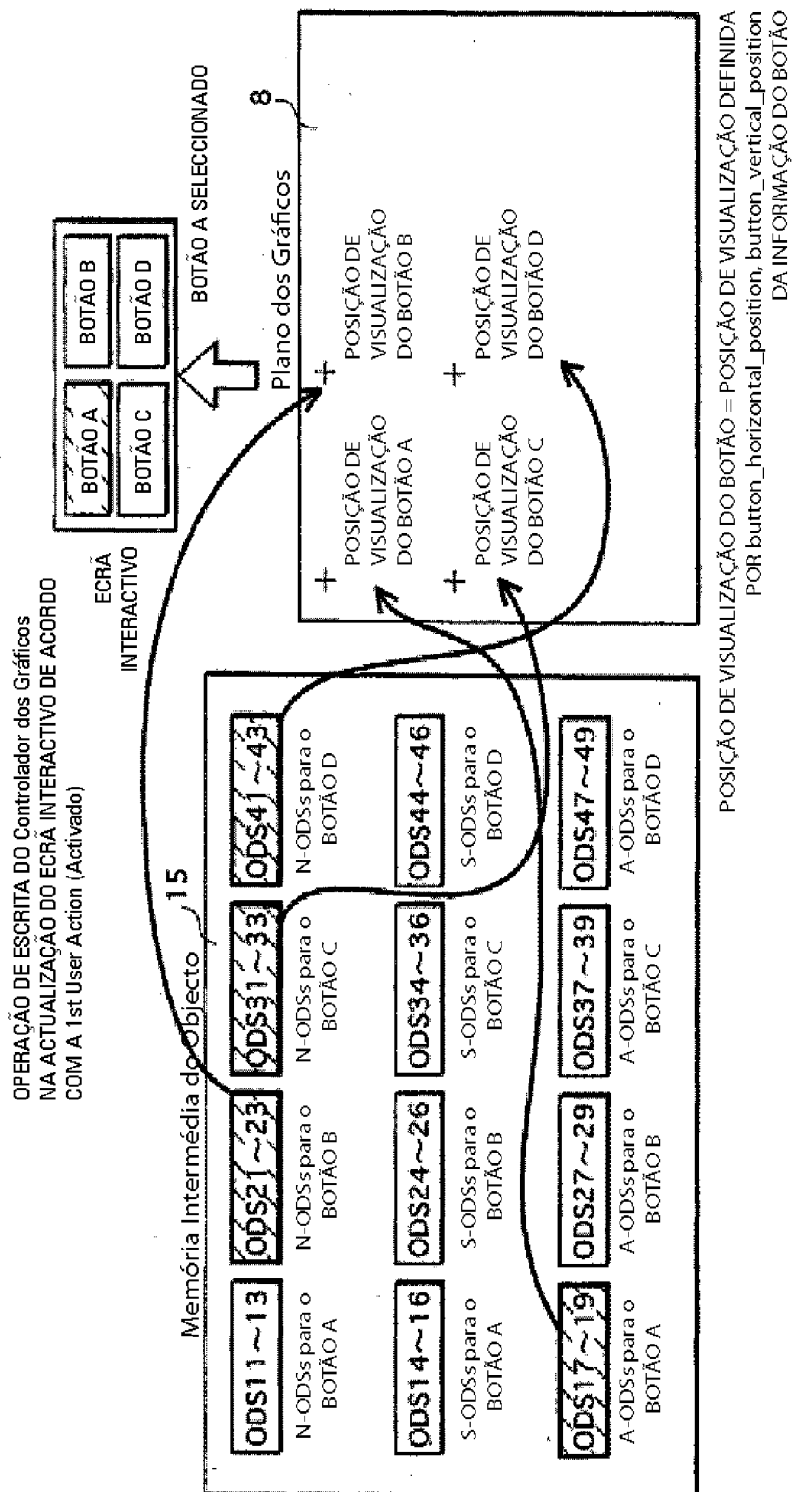 OPERAÇÃO DE ESCRITA DO Controlador dos Gráficos
NA ACTUALIZAÇÃO DO ECRÃ INTERACTIVO DE ACORDO
COM A 1st User Action (Activado)
ECRÃ
INTERACTIVO
BOTÃO A
BOTÃO B
BOTÃO C
BOTÃO D
BOTÃO A SELECCIONADO
Memória Intermédia do Objecto
15
ODS11~13
N-ODSs para o
BOTÃO A
ODS21~23
N-ODSs para o
BOTÃO B
ODS31~33
N-ODSs para o
BOTÃO C
ODS41~43
N-ODSs para o
BOTÃO D
ODS14~16
S-ODSs para o
BOTÃO A
ODS24~26
S-ODSs para o
BOTÃO B
ODS34~36
S-ODSs para o
BOTÃO C
ODS44~46
S-ODSs para o
BOTÃO D
ODS17~19
A-ODSs para o
BOTÃO A
ODS27~29
A-ODSs para o
BOTÃO B
ODS37~39
A-ODSs para o
BOTÃO C
ODS47~49
A-ODSs para o
BOTÃO D
Plano dos Gráficos
8
POSIÇÃO DE
VISUALIZAÇÃO
DO BOTÃO A
POSIÇÃO DE
VISUALIZAÇÃO
DO BOTÃO B
POSIÇÃO DE
VISUALIZAÇÃO
DO BOTÃO C
POSIÇÃO DE
VISUALIZAÇÃO
DO BOTÃO D
POSIÇÃO DE VISUALIZAÇÃO DO BOTÃO = POSIÇÃO DE VISUALIZAÇÃO DEFINIDA
POR button_horizontal_position, button_vertical_position
DA INFORMAÇÃO DO BOTÃO